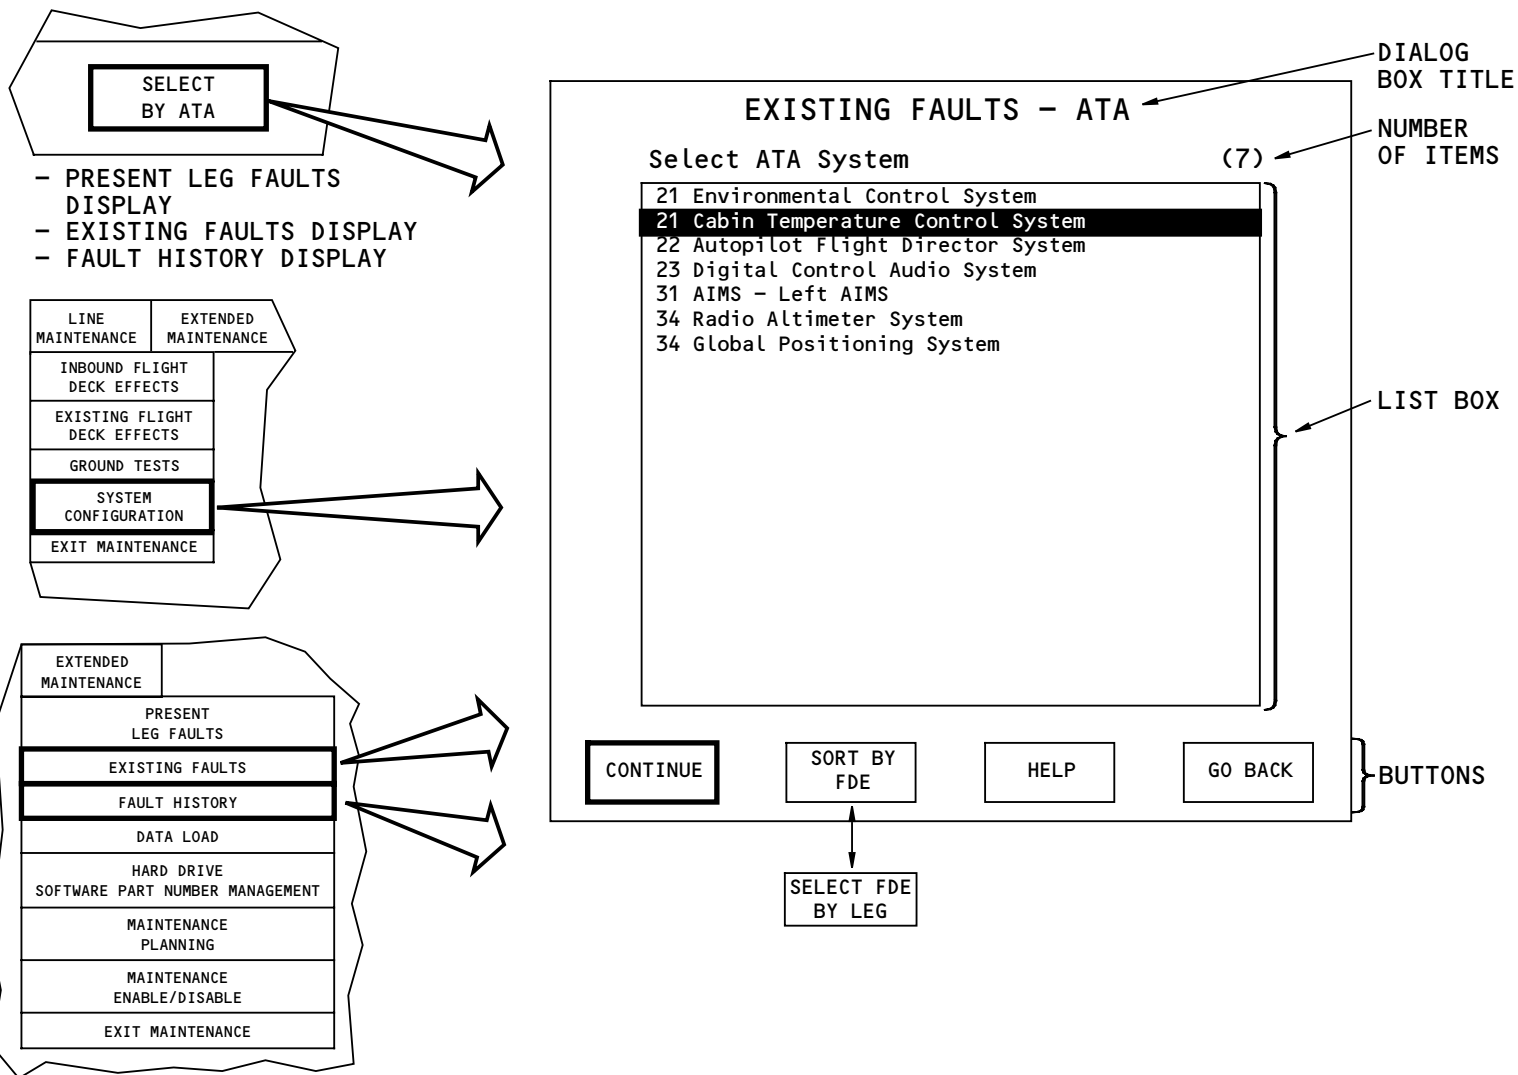 SELECT
BY ATA
– PRESENT LEG FAULTS
DISPLAY
– EXISTING FAULTS DISPLAY
– FAULT HISTORY DISPLAY
LINE
MAINTENANCE
EXTENDED
MAINTENANCE
INBOUND FLIGHT
DECK EFFECTS
EXISTING FLIGHT
DECK EFFECTS
GROUND TESTS
SYSTEM
CONFIGURATION
EXIT MAINTENANCE
EXTENDED
MAINTENANCE
PRESENT
LEG FAULTS
EXISTING FAULTS
FAULT HISTORY
DATA LOAD
HARD DRIVE
SOFTWARE PART NUMBER MANAGEMENT
MAINTENANCE
PLANNING
MAINTENANCE
ENABLE/DISABLE
EXIT MAINTENANCE
EXISTING FAULTS – ATA
Select ATA System (7)
21 Environmental Control System
21 Cabin Temperature Control System
22 Autopilot Flight Director System
23 Digital Control Audio System
31 AIMS – Left AIMS
34 Radio Altimeter System
34 Global Positioning System
CONTINUE
SORT BY
FDE
HELP
GO BACK
SELECT FDE
BY LEG
DIALOG
BOX TITLE
NUMBER
OF ITEMS
LIST BOX
BUTTONS